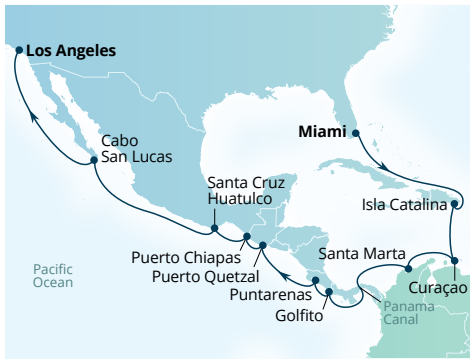 Los Angeles
Miami
Cabo
San Lucas
Santa Cruz
Huatulco
Isla Catalina
Puerto Chiapas
Santa Marta
Puerto Quetzal
Pacific
Ocean
Curaçao
Puntarenas
Golfito
Panama
Canal